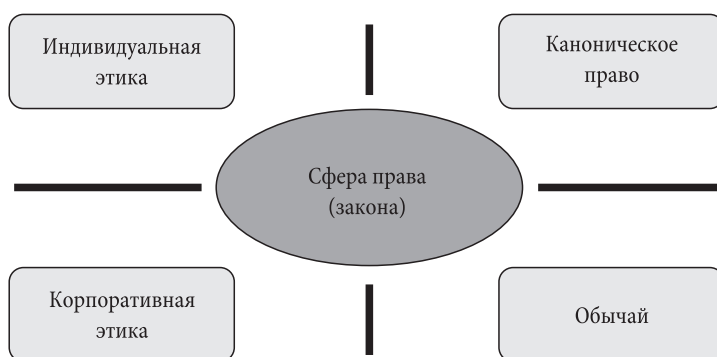 Индивидуальная
этика
Каноническое
право
Сфера права
(закона)
Корпоративная
этика
Обычай